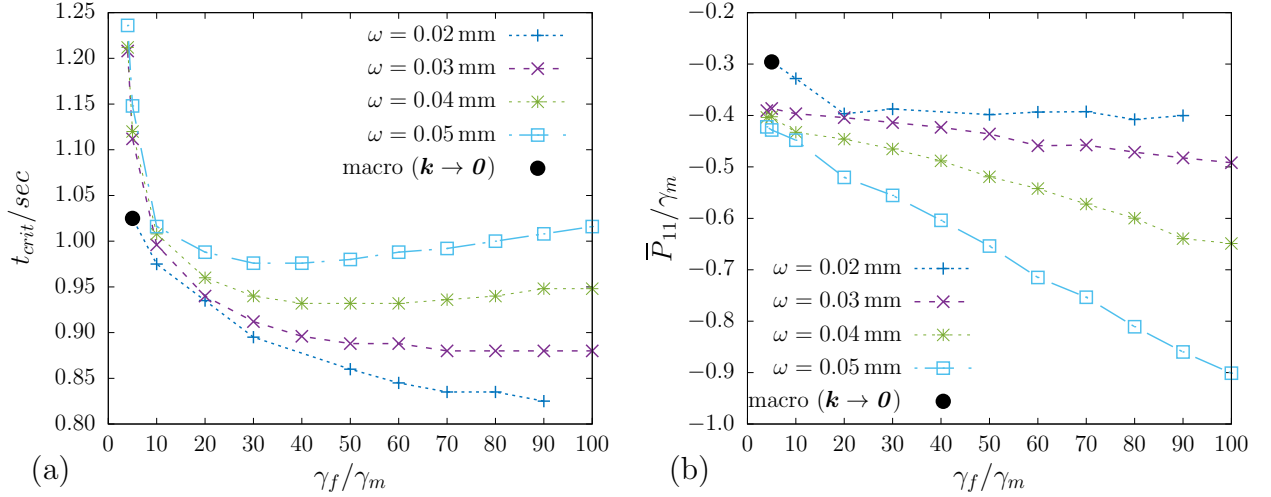 1.25
1.20
1.15
1.10
1.05
1.00
0.95
0.90
0.85
0.80
t_crit/sec
ω = 0.02 mm
ω = 0.03 mm
ω = 0.04 mm
ω = 0.05 mm
macro (k → 0)
0 10 20 30 40 50 60 70 80 90 100
γ_f/γ_m
(a)
−0.2
−0.3
−0.4
−0.5
−0.6
−0.7
−0.8
−0.9
−1.0
P̅_11/γ_m
ω = 0.02 mm
ω = 0.03 mm
ω = 0.04 mm
ω = 0.05 mm
macro (k → 0)
0 10 20 30 40 50 60 70 80 90 100
γ_f/γ_m
(b)